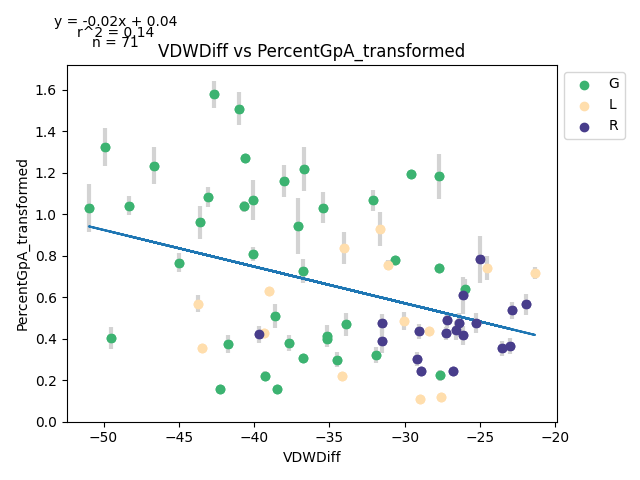 y = -0.02x + 0.04
r^2 = 0.14
n = 71
VDWDiff vs PercentGpA_transformed
G
L
R
PercentGpA_transformed
1.6
1.4
1.2
1.0
0.8
0.6
0.4
0.2
0.0
−50
−45
−40
−35
−30
−25
−20
VDWDiff